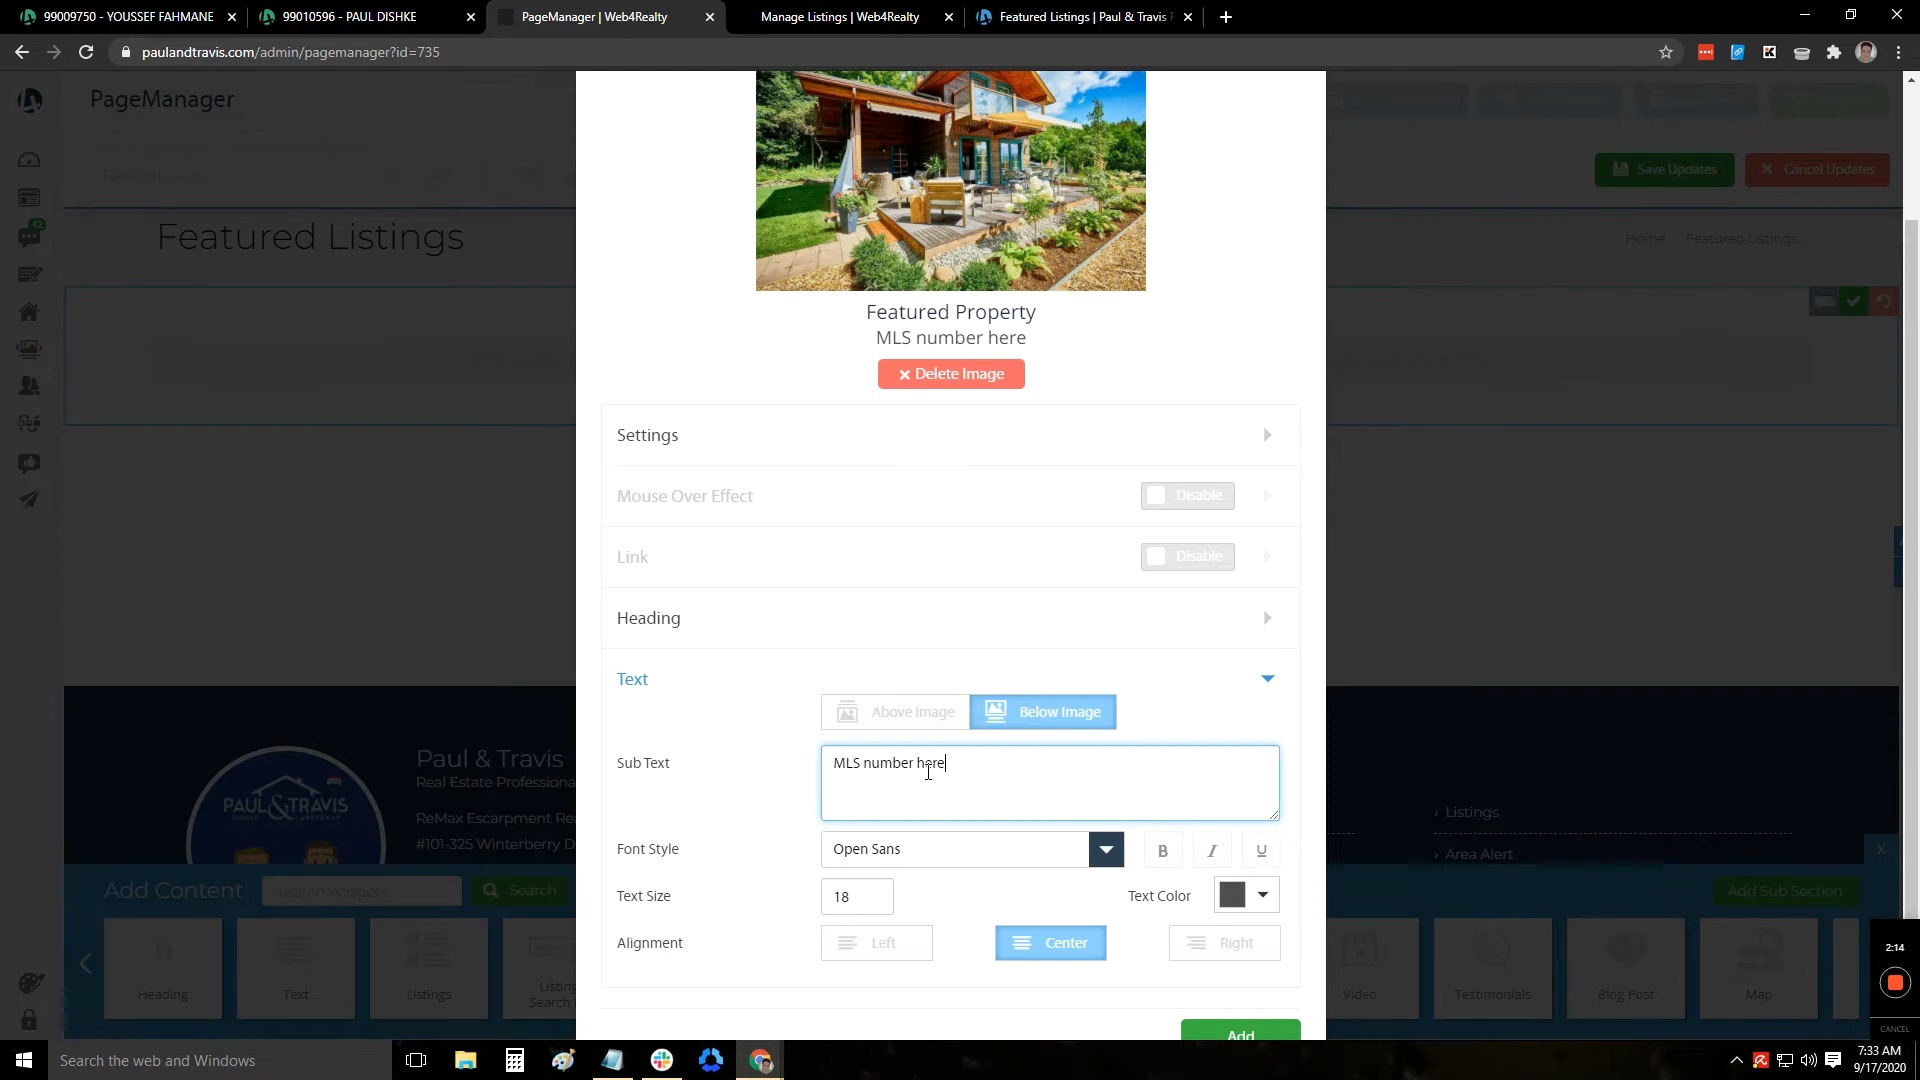 99009750 - YOUSSEF FAHMANE
99010596 - PAUL DISHKE
PageManager | Web4Realty
Manage Listings | Web4Realty
Featured Listings | Paul & Travis
paulandtravis.com/admin/pagemanager?id=735
PageManager
Save Updates
Cancel Updates
42
Featured Listings
Home
Featured Listings
Featured Property
MLS number here
Delete Image
Settings
Mouse Over Effect
Disable
Link
Disable
Heading
Text
Above Image
Below Image
Sub Text
MLS number here
Font Style
Open Sans
B
I
U
Text Size
18
Text Color
Alignment
Left
Center
Right
Add
Paul & Travis
Real Estate Professiona
ReMax Escarpment Rea
#101-325 Winterberry D
PAUL & TRAVIS
Listings
Area Alert
X
Add Content
Search widgets...
Search
Add Sub Section
Heading
Text
Listings
Listing
Search
Video
Testimonials
Blog Post
Map
2:14
CANCEL
Search the web and Windows
7:33 AM
9/17/2020